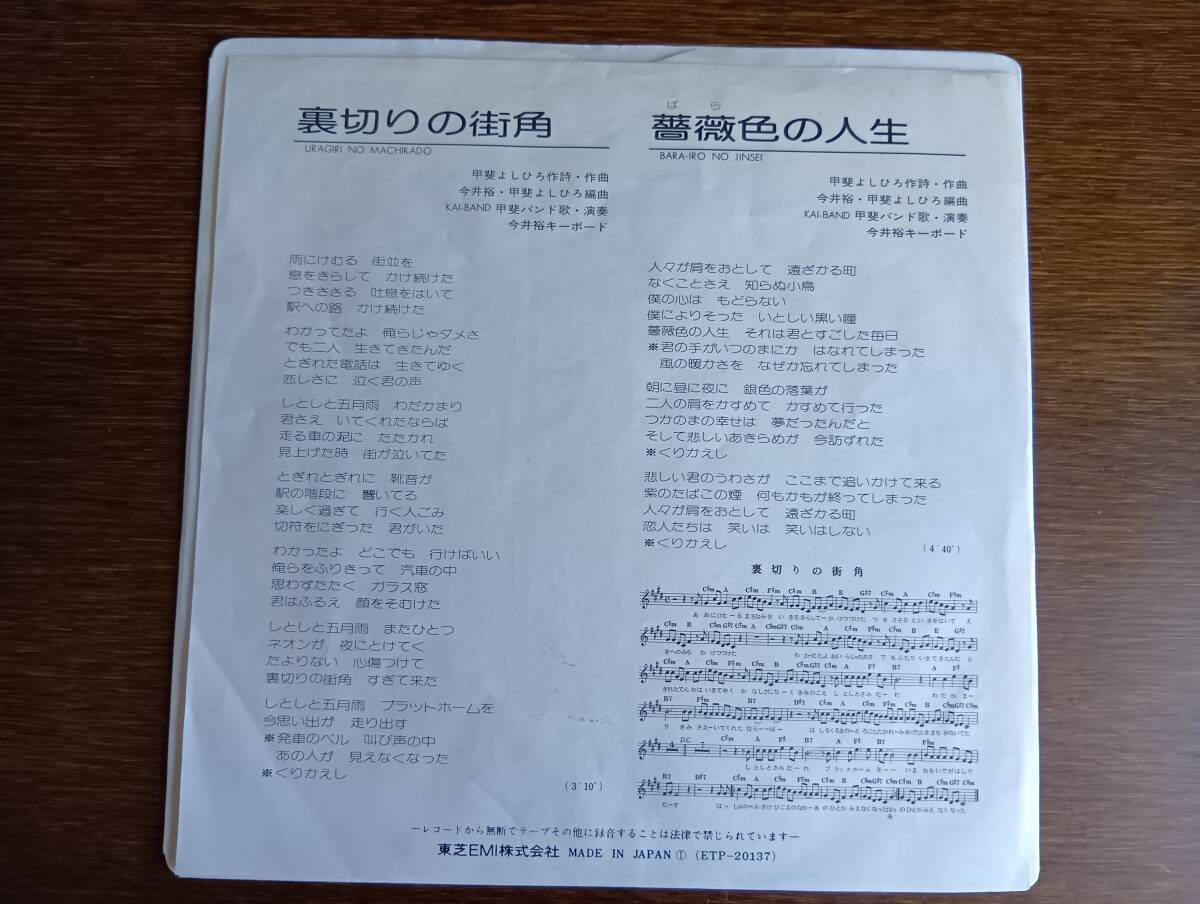 裏切りの街角
URAGIRI NO MACHIKADO
甲斐よしひろ作詩・作曲
今井裕・甲斐よしひろ編曲
KAI-BAND 甲斐バンド歌・演奏
今井裕キーボード
雨にけむる 街並を
息をきらして かけ続けた
つきささる 吐息をはいて
駅への路 かけ続けた
わかってたよ 俺らじゃダメさ
でも二人 生きてきたんだ
とぎれた電話は 生きてゆく
悲しさに 泣く君の声
しとしと五月雨 わだかまり
君さえ いてくれたならば
走る車の泥に たたかれ
見上げた時 街が泣いてた
とぎれとぎれに 靴音が
駅の階段に 響いてる
楽しく過ぎて 行く人ごみ
切符をにぎった 君がいた
わかったよ どこでも 行けばいい
俺らをふりきって 汽車の中
思わずたたく ガラス窓
君はふるえ 顔をそむけた
しとしと五月雨 またひとつ
ネオンが 夜にとけてく
たよりない 心傷つけて
裏切りの街角 すぎて来た
しとしと五月雨 プラットホームを
今思い出が 走り出す
※発車のベル 叫び声の中
あの人が 見えなくなった
※くりかえし
(3′10″)
ばら
薔薇色の人生
BARA-IRO NO JINSEI
甲斐よしひろ作詩・作曲
今井裕・甲斐よしひろ編曲
KAI-BAND 甲斐バンド歌・演奏
今井裕キーボード
人々が肩をおとして 遠ざかる町
なくことさえ 知らぬ小鳥
僕の心は もどらない
僕によりそった いとしい黒い瞳
薔薇色の人生 それは君とすごした毎日
※君の手がいつのまにか はなれてしまった
風の暖かさを なぜか忘れてしまった
朝に昼に夜に 銀色の落葉が
二人の肩をかすめて かすめて行った
つかのまの幸せは 夢だったんだと
そして悲しいあきらめが 今訪ずれた
※くりかえし
悲しい君のうわさが ここまで追いかけて来る
紫のたばこの煙 何もかもが終ってしまった
人々が肩をおとして 遠ざかる町
恋人たちは 笑いは 笑いはしない
※くりかえし
(4′40″)
裏切りの街角
ーレコードから無断でテープその他に録音することは法律で禁じられていますー
東芝EMI株式会社 MADE IN JAPAN Ⓘ (ETP-20137)